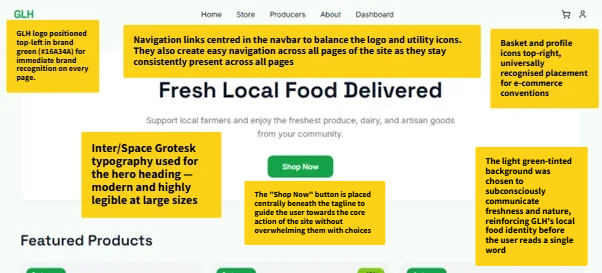 GLH
Home Store Producers About Dashboard
GLH logo positioned
top-left in brand
green (#16A34A) for
immediate brand
recognition on every
page.
Navigation links centred in the navbar to balance the logo and utility icons.
They also create easy navigation across all pages of the site as they stay
consistently present across all pages
Basket and profile
icons top-right,
universally
recognised placement
for e-commerce
conventions
Fresh Local Food Delivered
Support local farmers and enjoy the freshest produce, dairy, and artisan goods
from your community.
Inter/Space Grotesk
typography used for
the hero heading —
modern and highly
legible at large sizes
Shop Now
The "Shop Now" button is placed
centrally beneath the tagline to
guide the user towards the core
action of the site without
overwhelming them with choices
The light green-tinted
background was
chosen to
subconsciously
communicate
freshness and nature,
reinforcing GLH's local
food identity before
the user reads a single
word
Featured Products